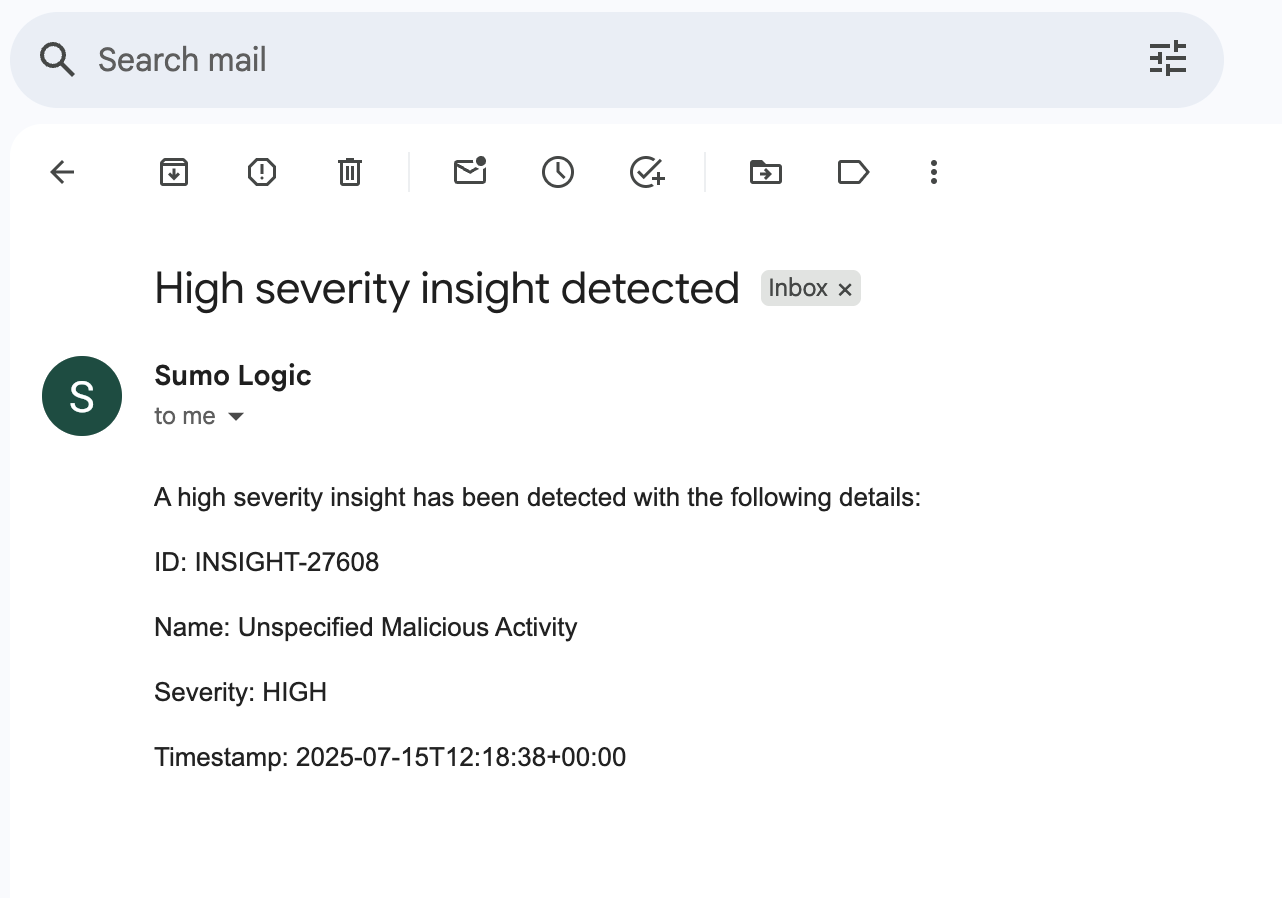 Search mail
High severity insight detected
Inbox ×
S
Sumo Logic
to me
A high severity insight has been detected with the following details:
ID: INSIGHT-27608
Name: Unspecified Malicious Activity
Severity: HIGH
Timestamp: 2025-07-15T12:18:38+00:00